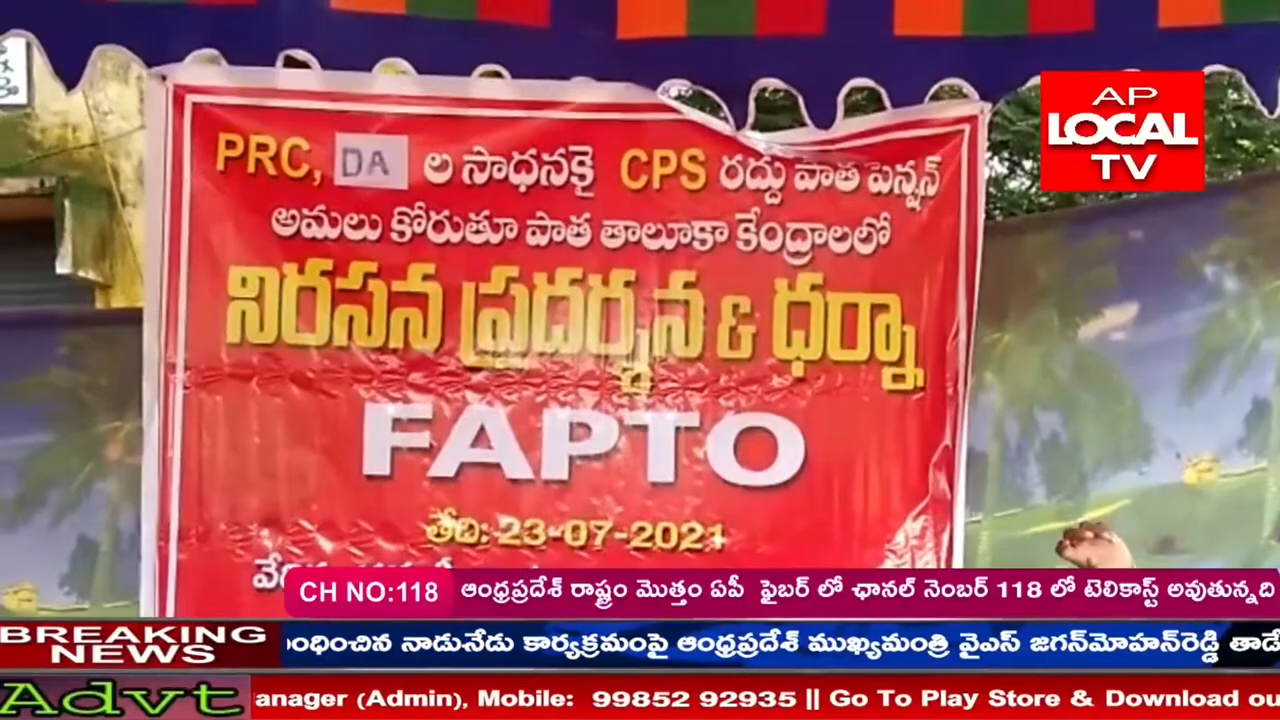 AP
LOCAL
TV
PRC, DA ల సాధనకై CPS రద్దు పాత పెన్షన్
అమలు కోరుతూ పాత తాలూకా కేంద్రాలలో
నిరసన ప్రదర్శన & ధర్నా
FAPTO
తేది: 23-07-2021
CH NO:118 ఆంధ్రప్రదేశ్ రాష్ట్రం మొత్తం ఏపీ ఫైబర్ లో ఛానల్ నెంబర్ 118 లో టెలికాస్ట్ అవుతున్నది
BREAKING
NEWS
ంధించిన నాడునేడు కార్యక్రమంపై ఆంధ్రప్రదేశ్ ముఖ్యమంత్రి వైఎస్ జగన్‌మోహన్‌రెడ్డి తాడే
Advt anager (Admin), Mobile: 99852 92935 || Go To Play Store & Download ou